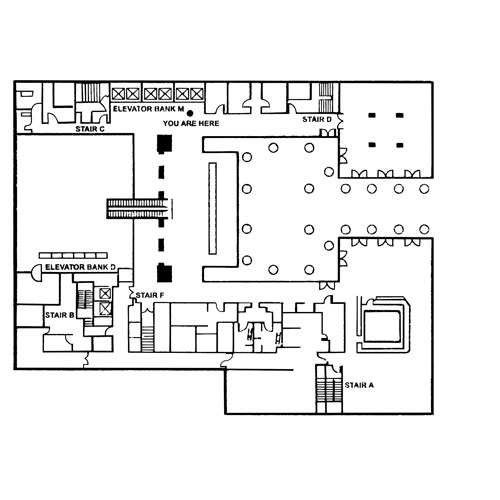 ELEVATOR BANK M
YOU ARE HERE
STAIR C
STAIR D
ELEVATOR BANK D
STAIR F
STAIR B
STAIR A